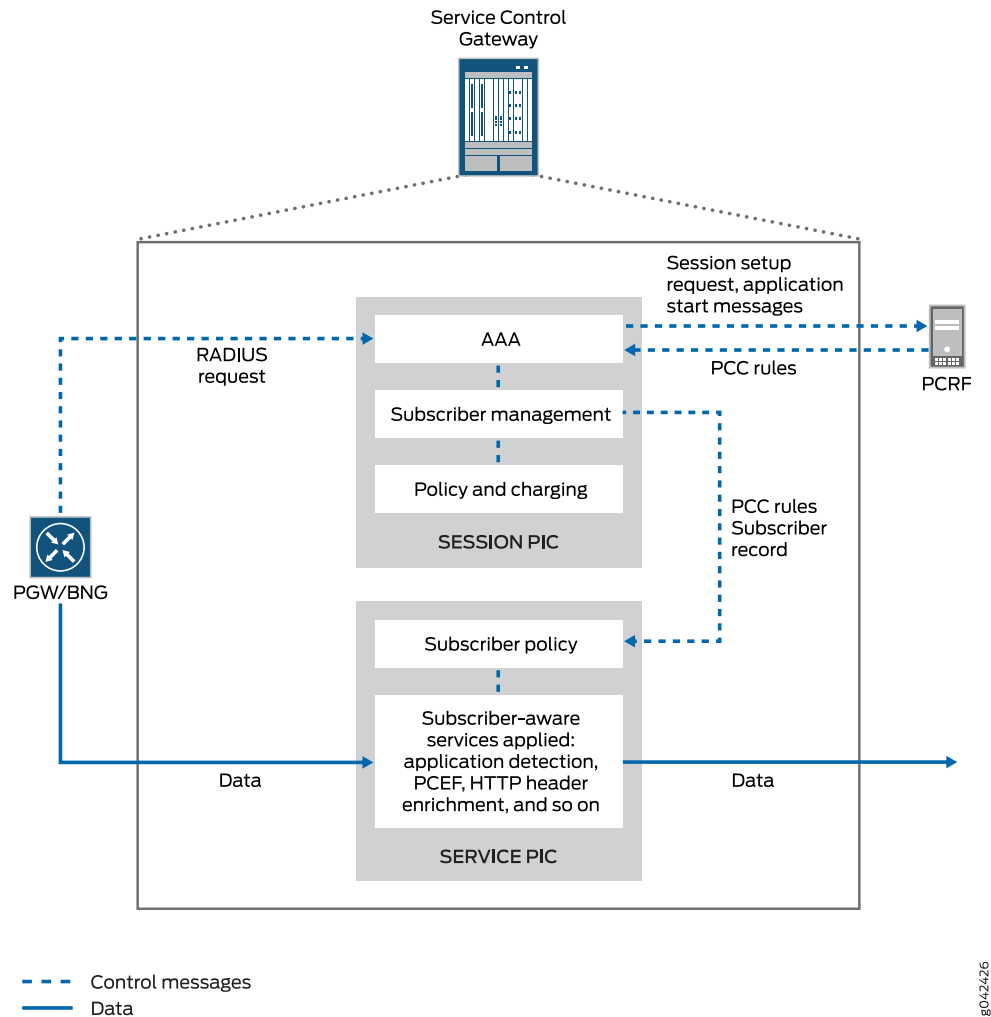 Service Control
Gateway
Session setup
request, application
start messages
AAA
RADIUS
request
PCC rules
PCRF
Subscriber management
Policy and charging
PCC rules
Subscriber
record
SESSION PIC
PGW/BNG
Subscriber policy
Subscriber-aware
services applied:
application detection,
PCEF, HTTP header
enrichment, and so on
Data
Data
SERVICE PIC
Control messages
Data
g042426